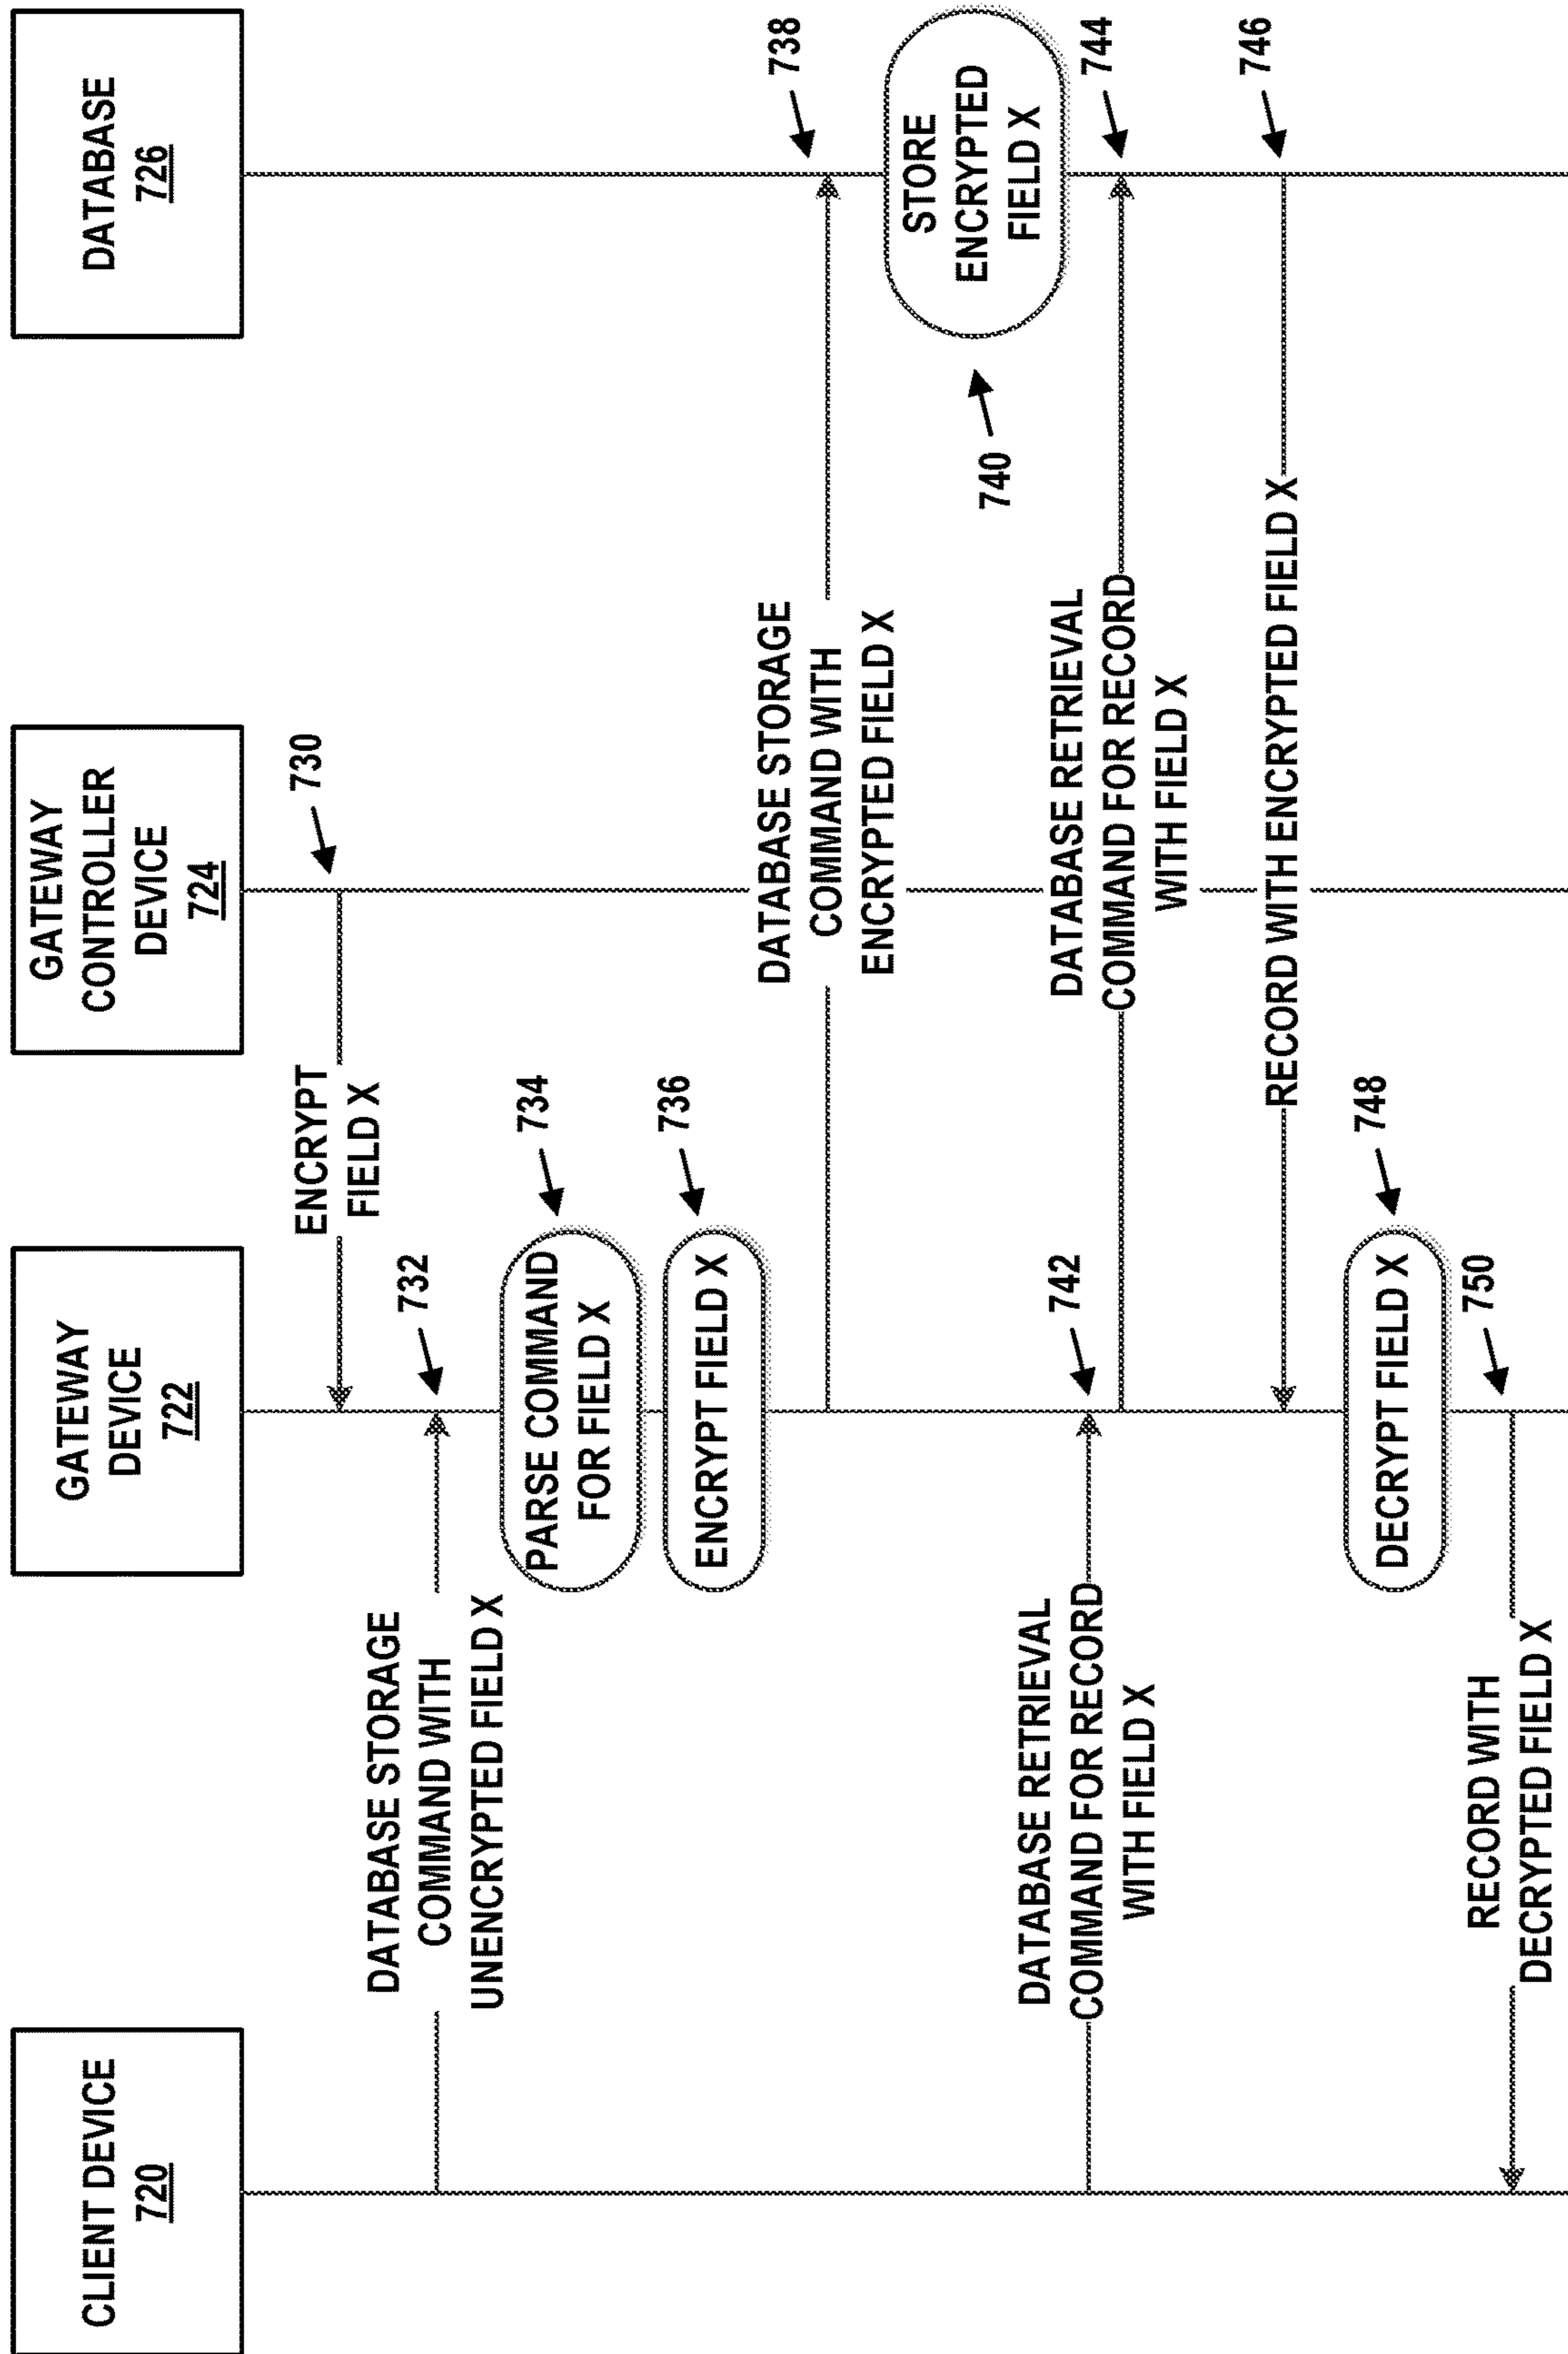 CLIENT DEVICE
720
GATEWAY
DEVICE
722
GATEWAY
CONTROLLER
DEVICE
724
DATABASE
726
730
ENCRYPT
FIELD X
732
DATABASE STORAGE
COMMAND WITH
UNENCRYPTED FIELD X
734
PARSE COMMAND
FOR FIELD X
736
ENCRYPT FIELD X
738
DATABASE STORAGE
COMMAND WITH
ENCRYPTED FIELD X
STORE
ENCRYPTED
FIELD X
740
742
DATABASE RETRIEVAL
COMMAND FOR RECORD
WITH FIELD X
744
DATABASE RETRIEVAL
COMMAND FOR RECORD
WITH FIELD X
746
RECORD WITH ENCRYPTED FIELD X
748
DECRYPT FIELD X
750
RECORD WITH
DECRYPTED FIELD X